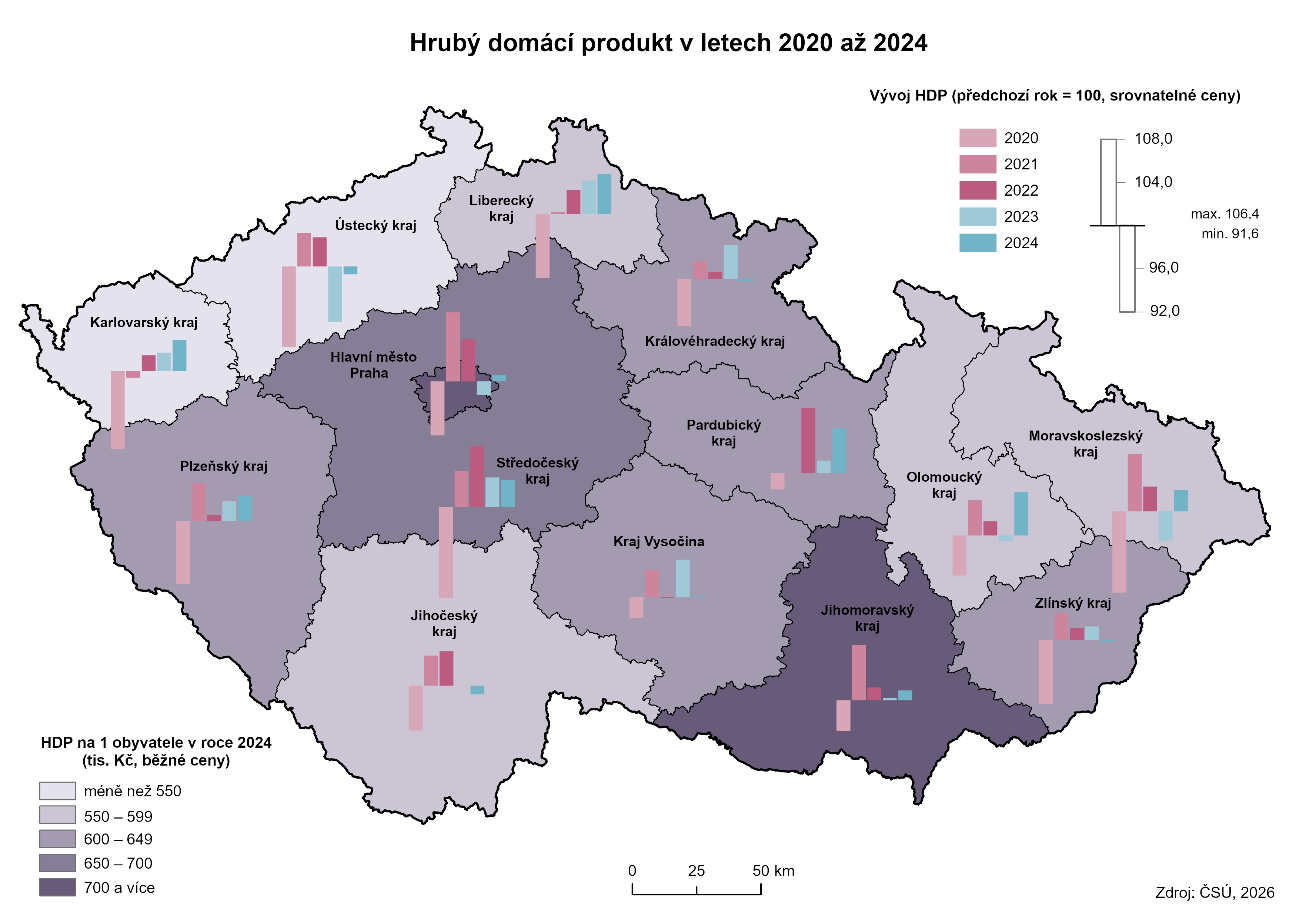 Hrubý domácí produkt v letech 2020 až 2024
Vývoj HDP (předchozí rok = 100, srovnatelné ceny)
2020
2021
2022
2023
2024
108,0
104,0
max. 106,4
min. 91,6
96,0
92,0
Liberecký
kraj
Ústecký kraj
Karlovarský kraj
Královéhradecký kraj
Hlavní město
Praha
Pardubický
kraj
Moravskoslezský
kraj
Plzeňský kraj
Středočeský
kraj
Olomoucký
kraj
Kraj Vysočina
Jihočeský
kraj
Jihomoravský
kraj
Zlínský kraj
HDP na 1 obyvatele v roce 2024
(tis. Kč, běžné ceny)
méně než 550
550 – 599
600 – 649
650 – 700
700 a více
0 25 50 km
Zdroj: ČSÚ, 2026